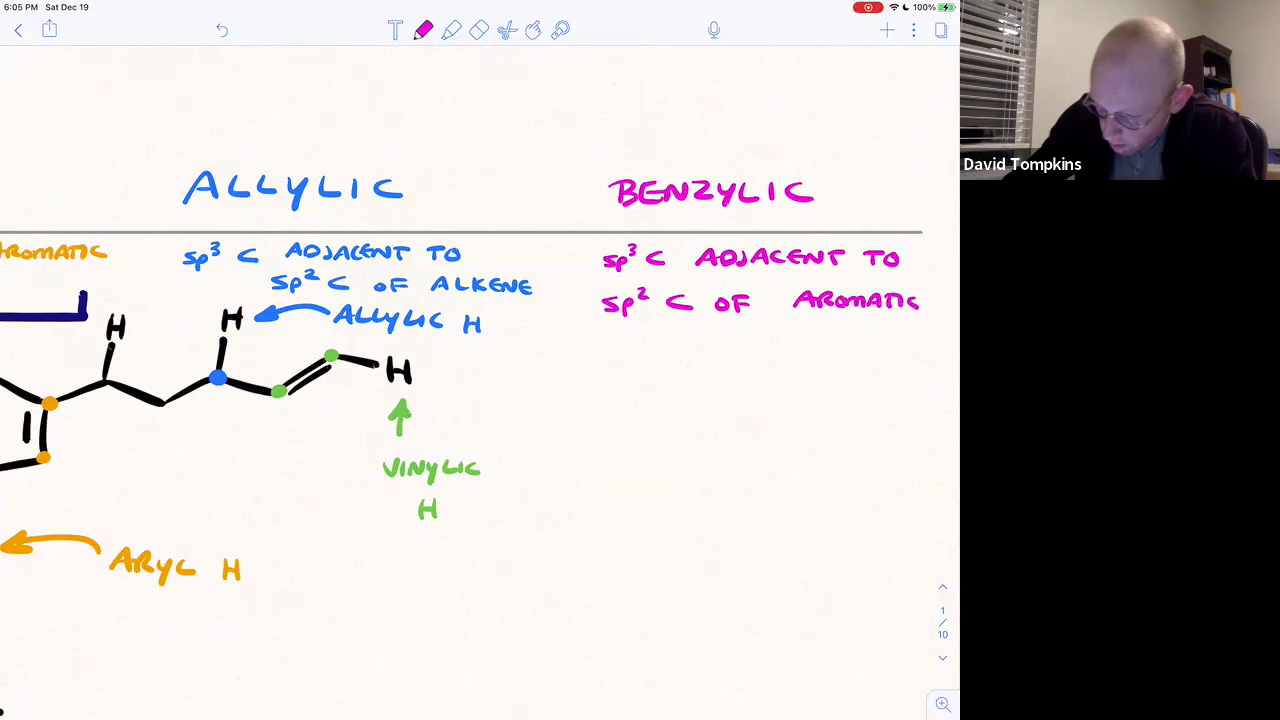 6:05 PM Sat Dec 19
100%
T
ALLYLIC
BENZYLIC
AROMATIC
sp³ C ADJACENT TO
sp² C OF ALKENE
sp³ C ADJACENT TO
sp² C OF AROMATIC
H
H
ALLYLIC H
H
VINYLIC
H
ARYL H
1
/
10
David Tompkins